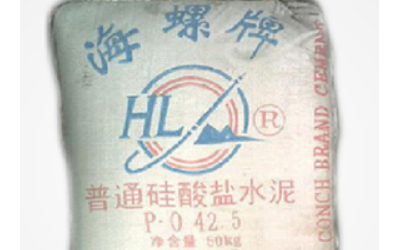 海螺牌
HL ®
普通硅酸盐水泥
P·O 42.5
净含量 50kg
CONCH BRAND CEMENT